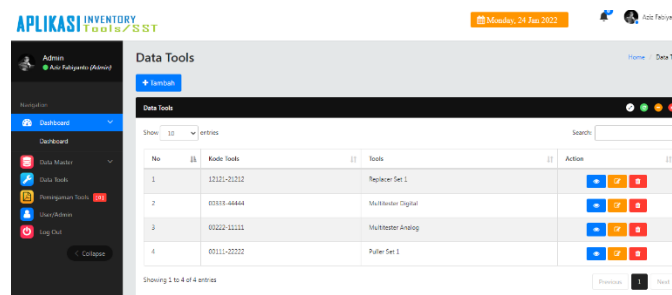 APLIKASI INVENTORY
Tools/SST
Monday, 24 Jan 2022
Aziz Fabiya
Admin
Aziz Fabiyanto (Admin)
Navigation
Dashboard
Dashboard
Data Master
Data Tools
Peminjaman Tools
User/Admin
Log Out
Collapse
Data Tools
Home / Data T
+ Tambah
Data Tools
Show 10 entries
Search:
No Kode Tools Tools Action
1 12121-21212 Replacer Set 1
2 03333-44444 Multitester Digital
3 00222-11111 Multitester Analog
4 00111-22222 Puller Set 1
Showing 1 to 4 of 4 entries
Previous 1 Next